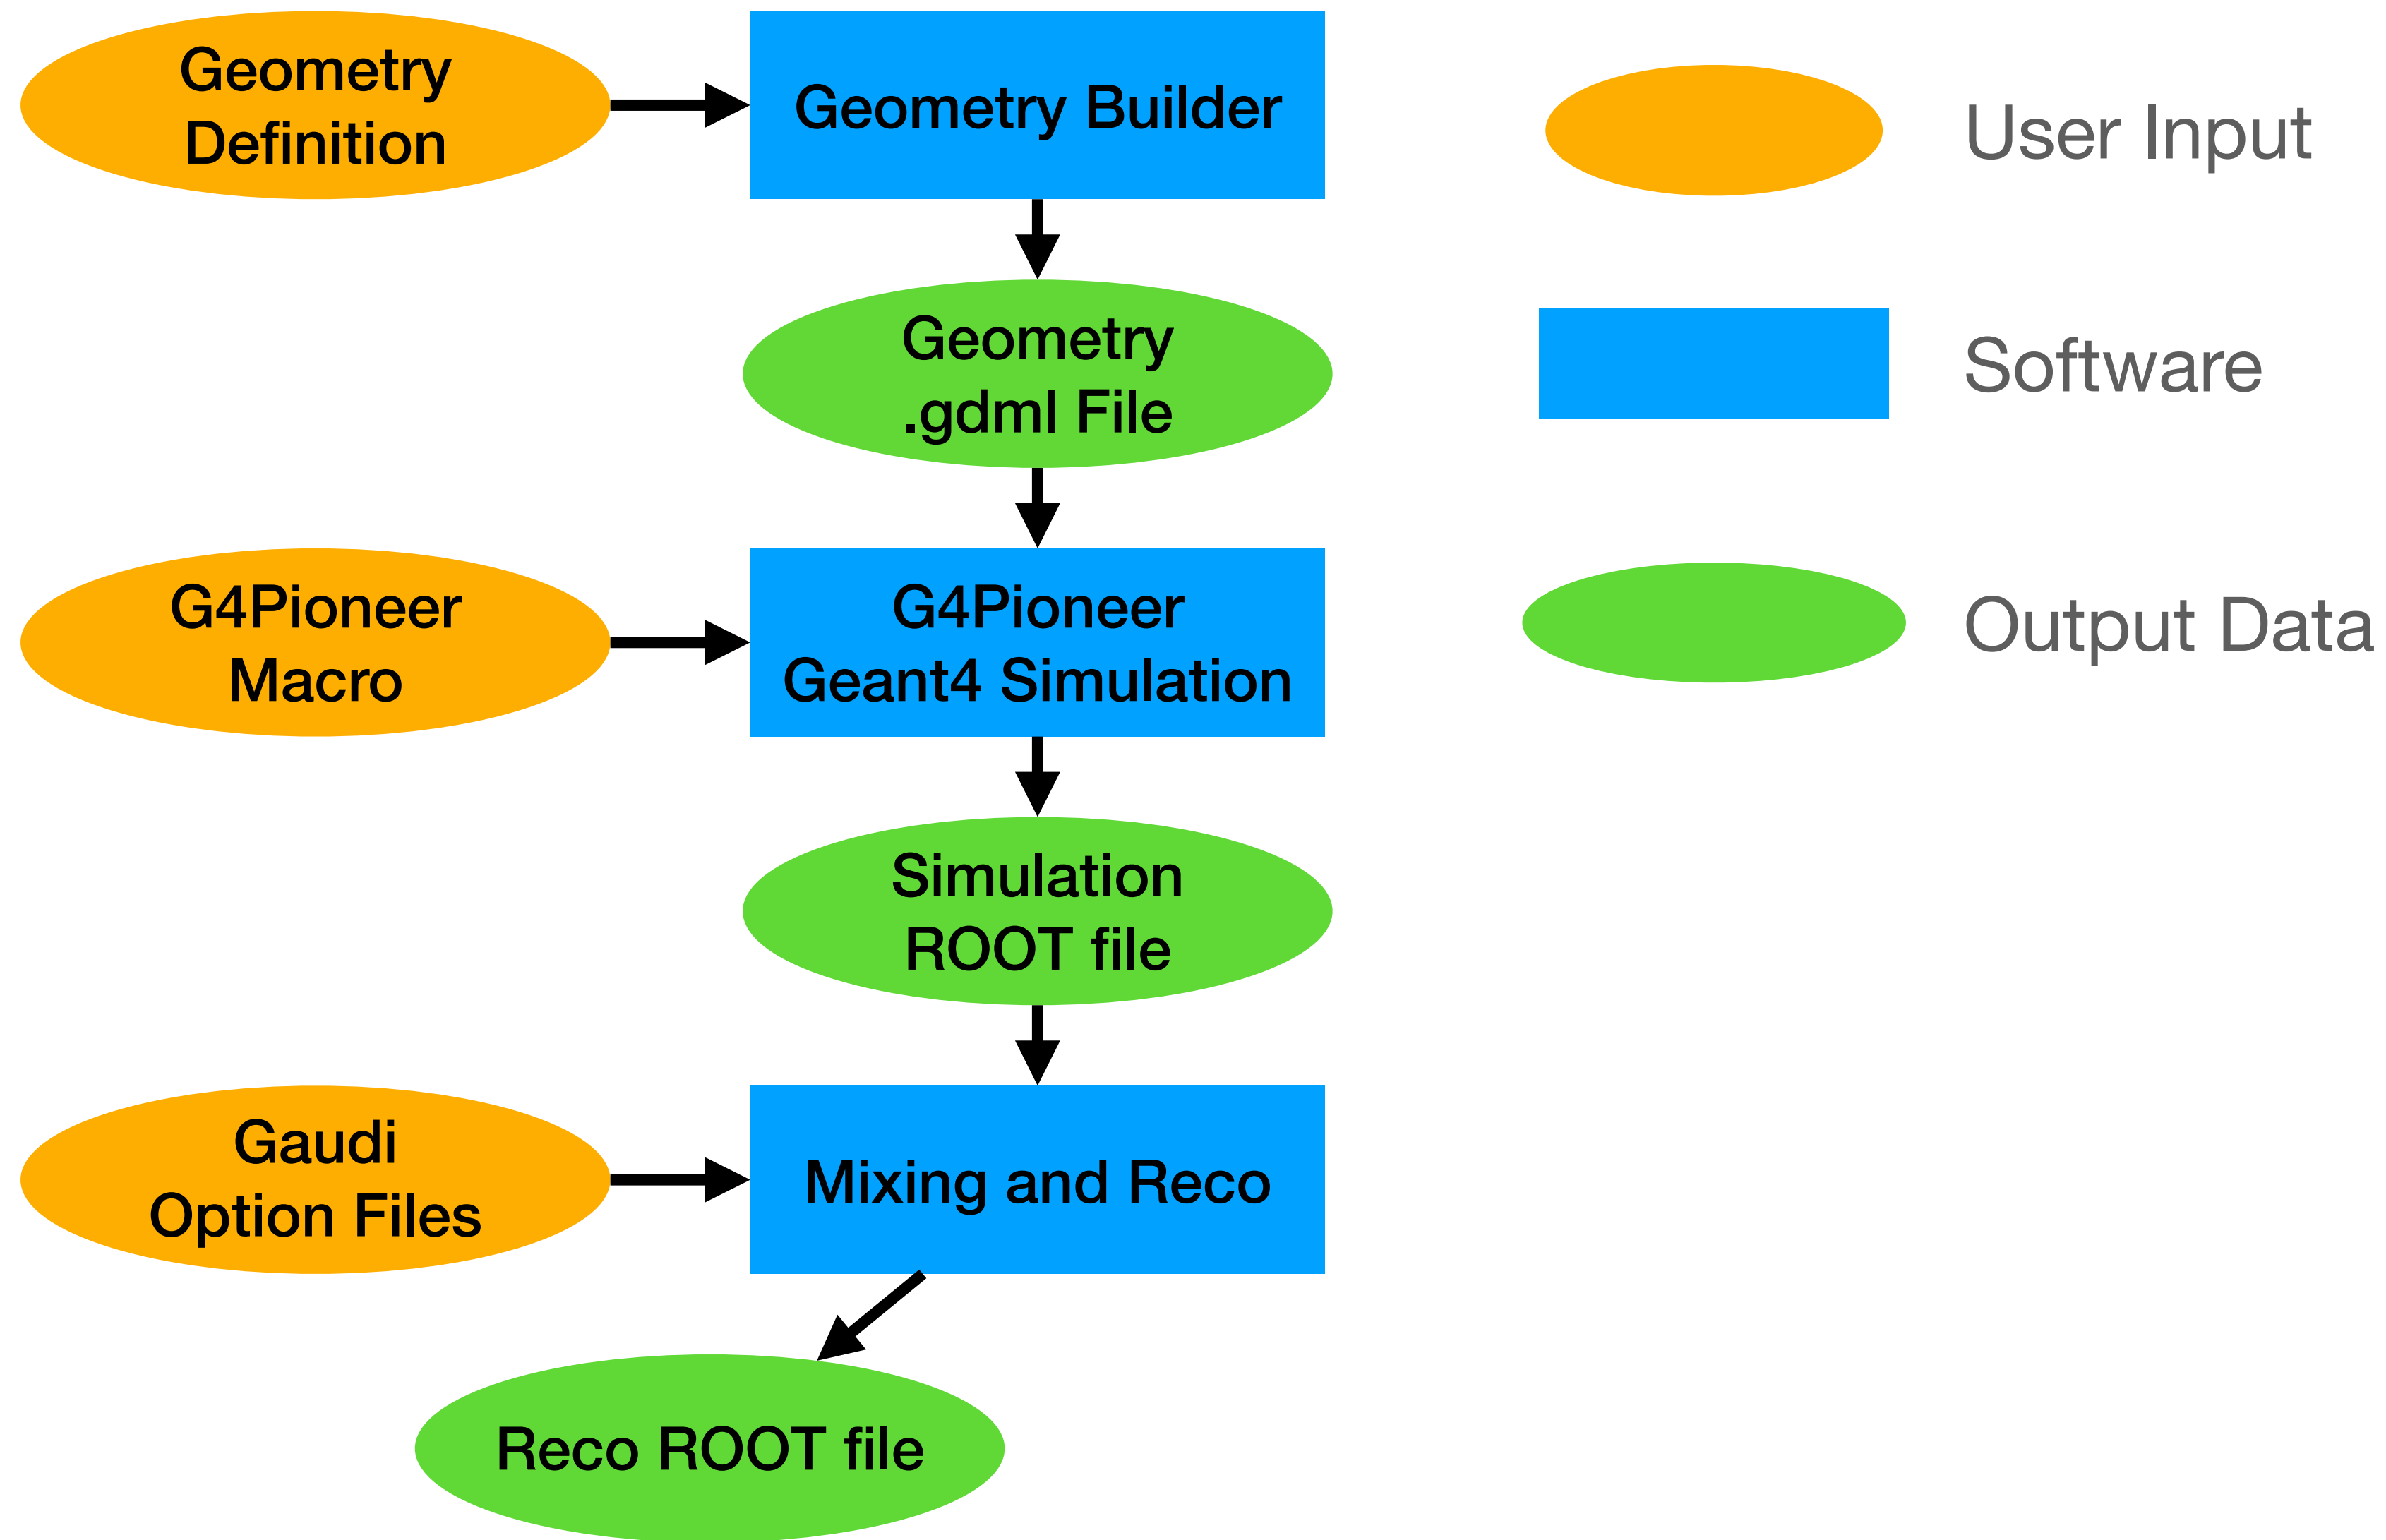 Geometry
Definition
Geometry Builder
User Input
Geometry
.gdml File
Software
G4Pioneer
Macro
G4Pioneer
Geant4 Simulation
Output Data
Simulation
ROOT file
Gaudi
Option Files
Mixing and Reco
Reco ROOT file